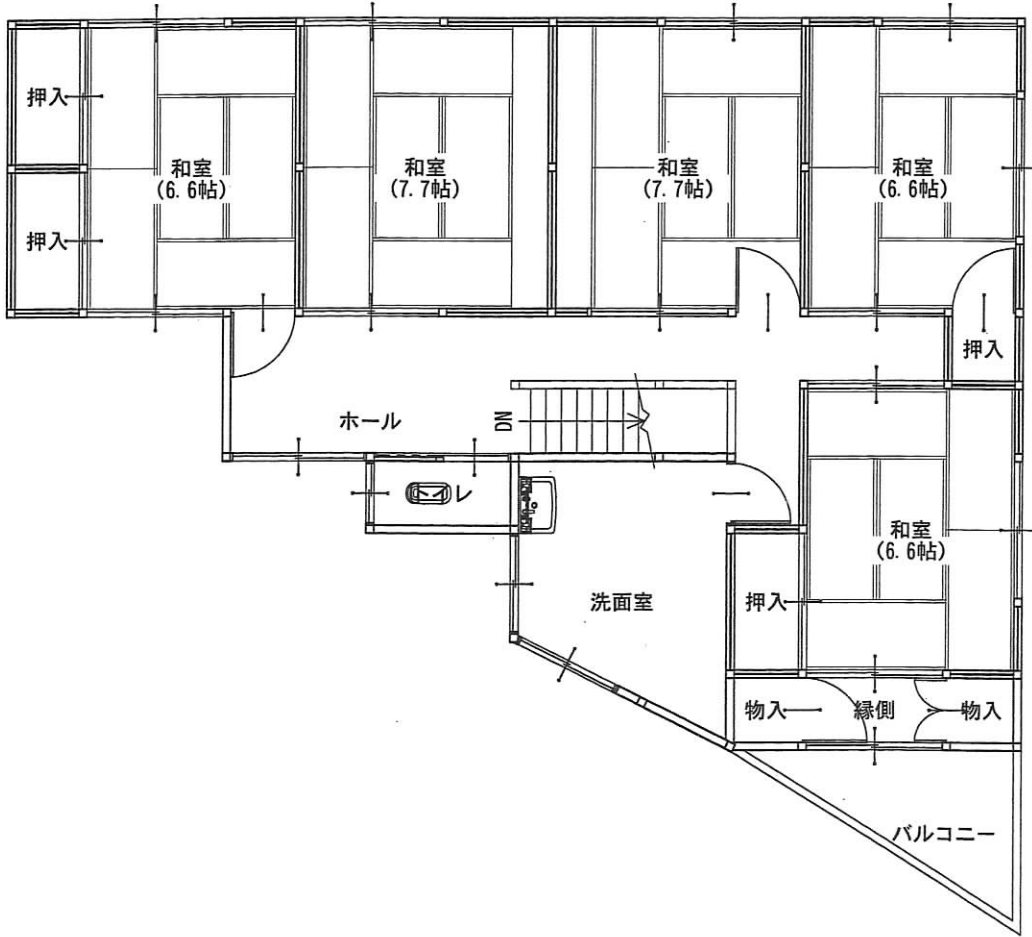 押入
和室
(6.6帖)
和室
(7.7帖)
和室
(7.7帖)
和室
(6.6帖)
押入
押入
ホール
DN
トイレ
和室
(6.6帖)
洗面室
押入
物入
縁側
物入
バルコニー